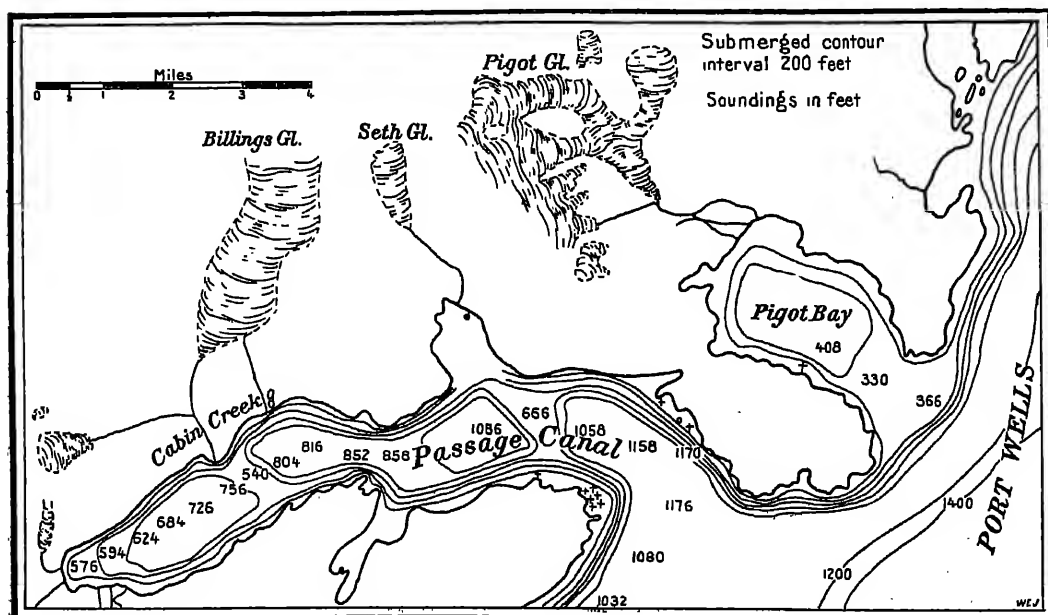 Submerged contour
interval 200 feet
Soundings in feet
Miles
0 ½ 1 2 3 4
Pigot Gl.
Billings Gl.
Seth Gl.
Pigot Bay
408
330
366
Cabin Creek
PORT WELLS
Passage Canal
1086
666
1058
1158
1170
1176
816
804
852
858
540
756
726
684
624
594
576
1400
1200
1080
1032
W.E.J.